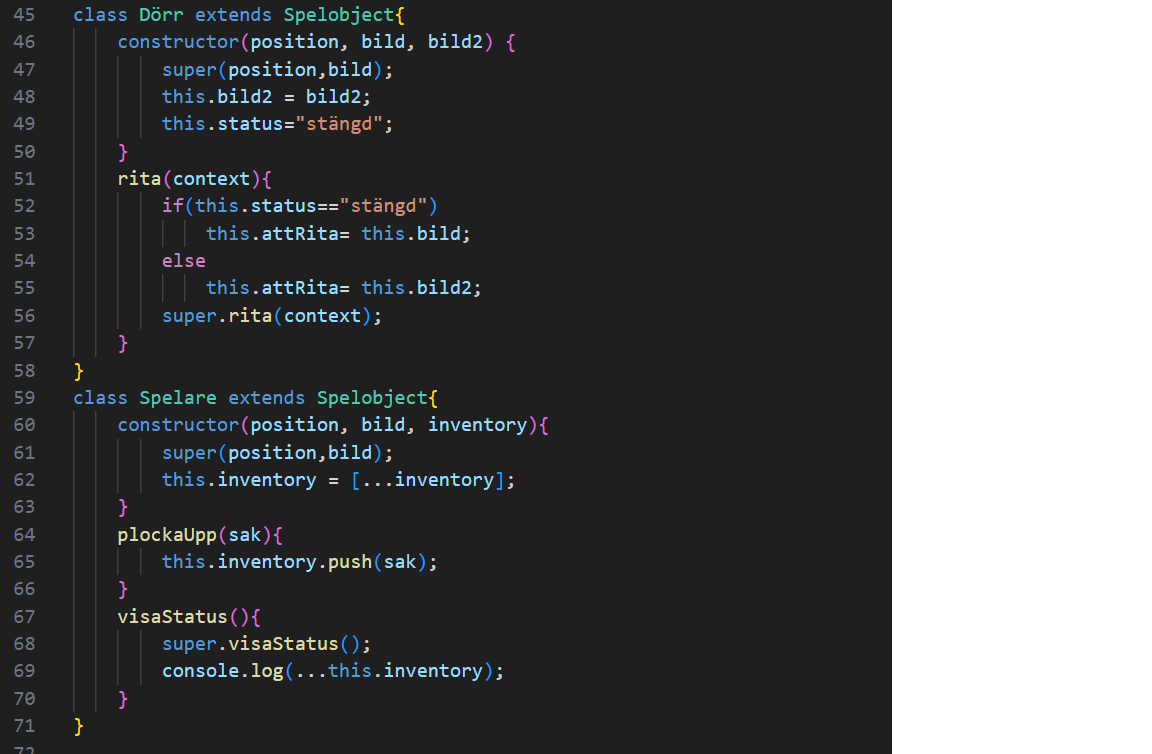 45 class Dörr extends Spelobject{
46 constructor(position, bild, bild2) {
47 super(position,bild);
48 this.bild2 = bild2;
49 this.status="stängd";
50 }
51 rita(context){
52 if(this.status=="stängd")
53 this.attRita= this.bild;
54 else
55 this.attRita= this.bild2;
56 super.rita(context);
57 }
58 }
59 class Spelare extends Spelobject{
60 constructor(position, bild, inventory){
61 super(position,bild);
62 this.inventory = [...inventory];
63 }
64 plockaUpp(sak){
65 this.inventory.push(sak);
66 }
67 visaStatus(){
68 super.visaStatus();
69 console.log(...this.inventory);
70 }
71 }
72